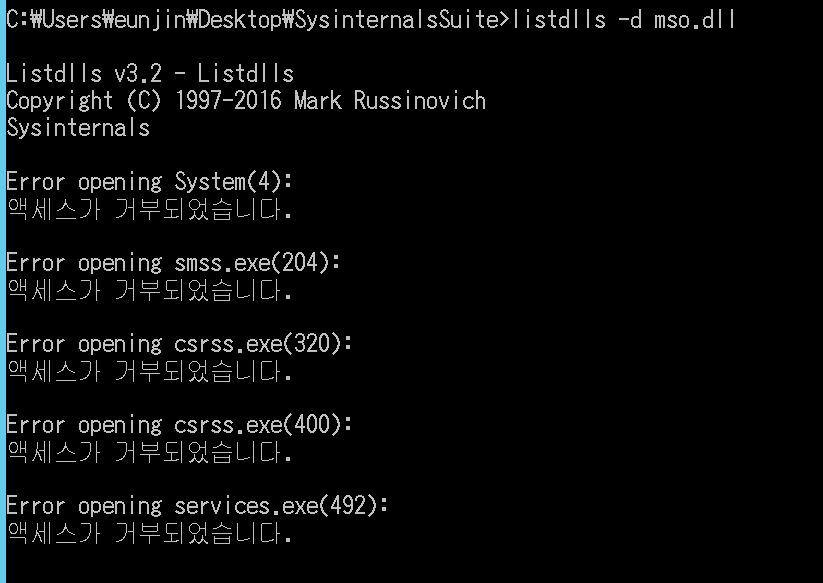 C:₩Users₩eunjin₩Desktop₩SysinternalsSuite>listdlls -d mso.dll
Listdlls v3.2 - Listdlls
Copyright (C) 1997-2016 Mark Russinovich
Sysinternals
Error opening System(4):
액세스가 거부되었습니다.
Error opening smss.exe(204):
액세스가 거부되었습니다.
Error opening csrss.exe(320):
액세스가 거부되었습니다.
Error opening csrss.exe(400):
액세스가 거부되었습니다.
Error opening services.exe(492):
액세스가 거부되었습니다.